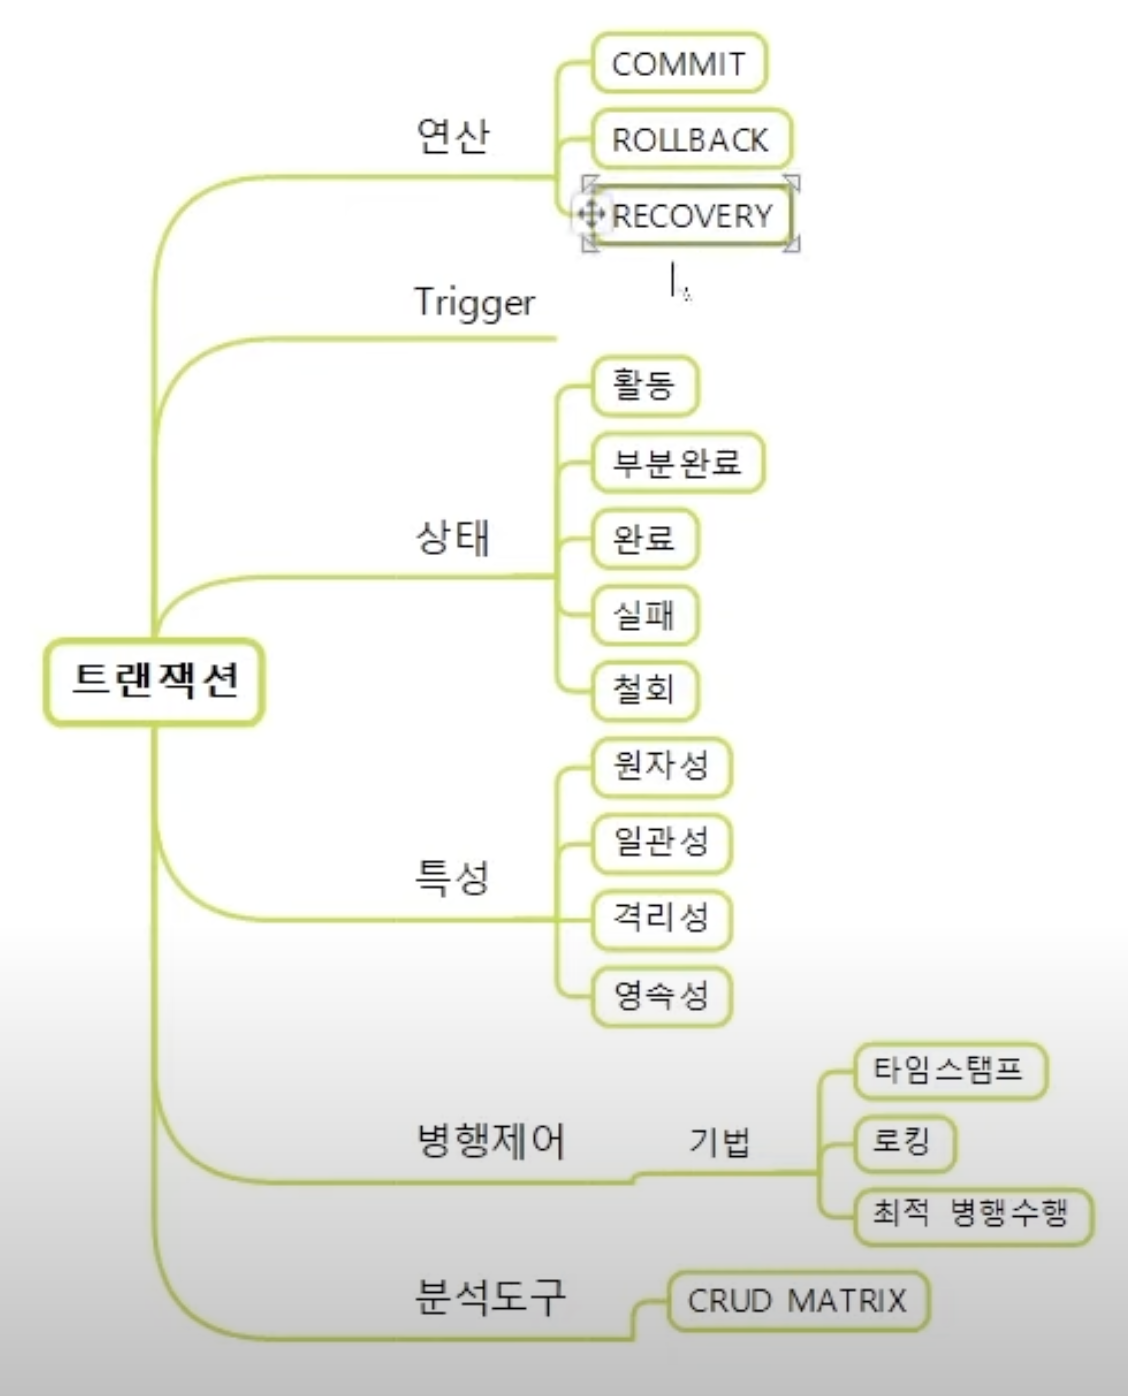 연산
COMMIT
ROLLBACK
RECOVERY
Trigger
상태
활동
부분완료
완료
실패
철회
트랜잭션
특성
원자성
일관성
격리성
영속성
병행제어
기법
타임스탬프
로킹
최적 병행수행
분석도구
CRUD MATRIX